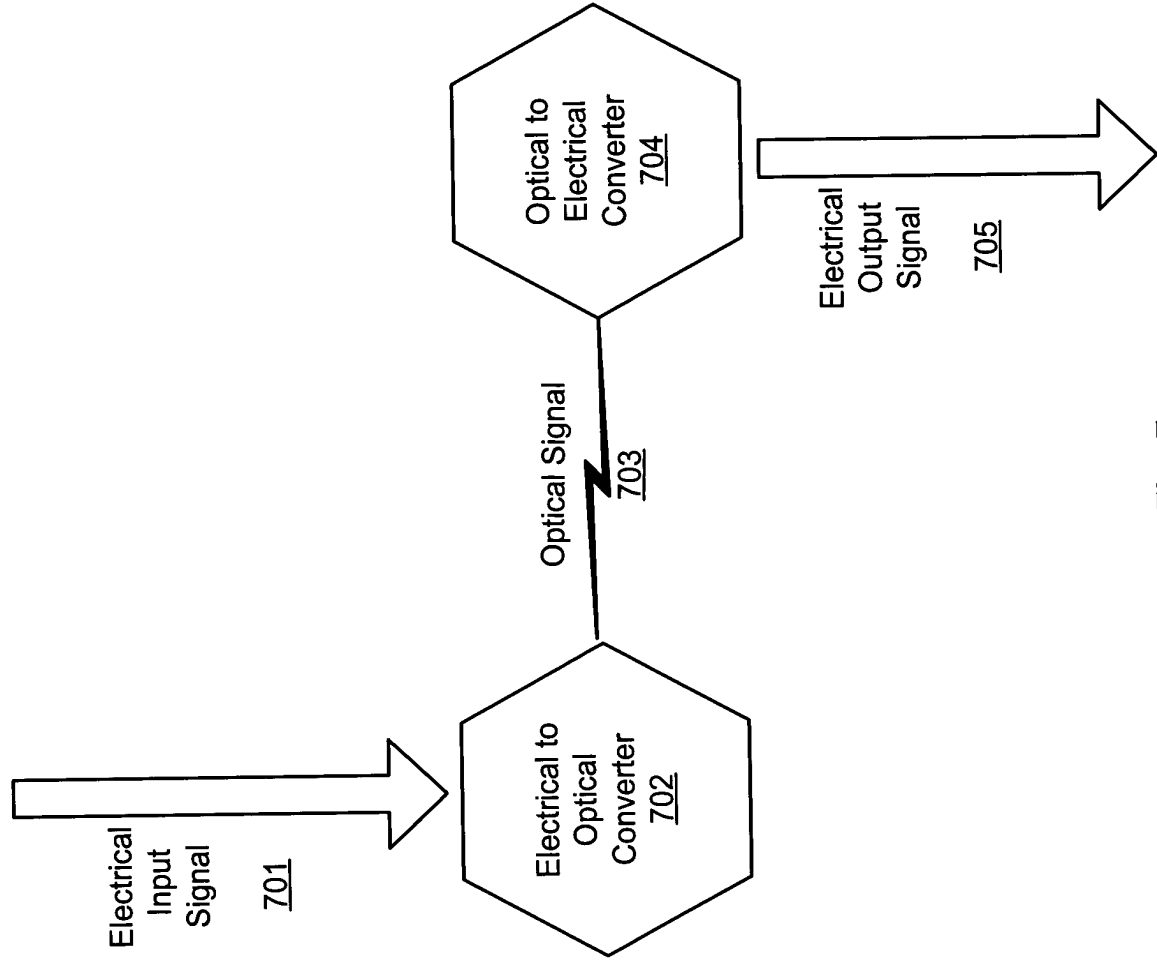 Electrical
Input
Signal
701
Electrical to
Optical
Converter
702
Optical Signal
703
Optical to
Electrical
Converter
704
Electrical
Output
Signal
705